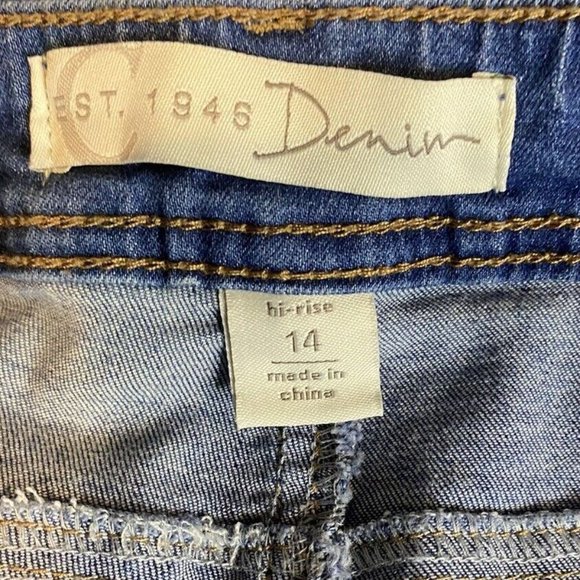 C
EST. 1946 Denim
hi-rise
14
made in
china